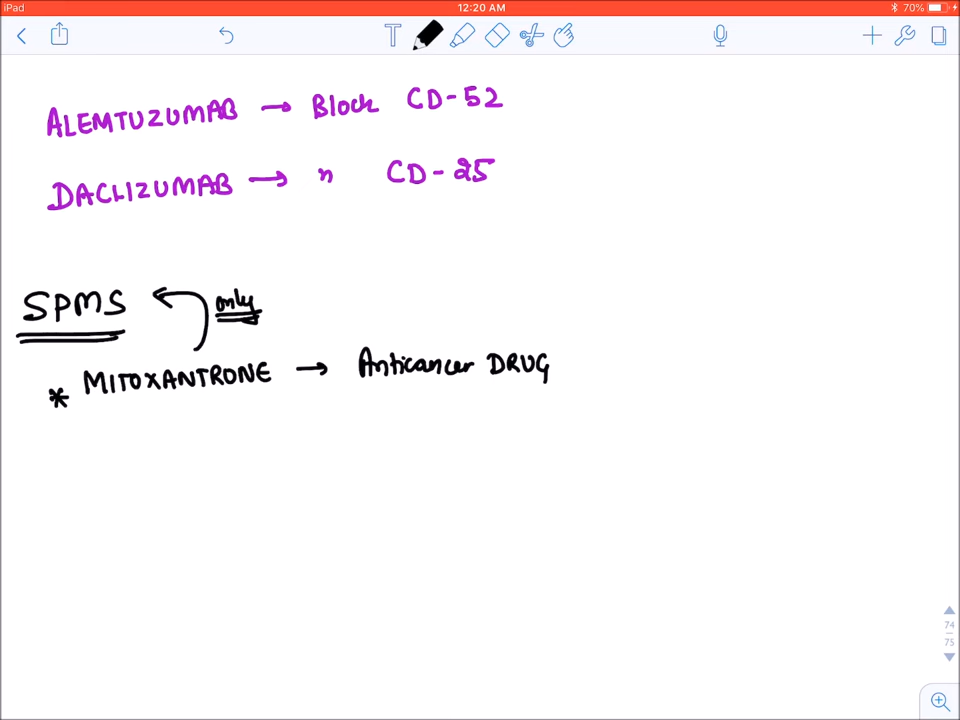 iPad 12:20 AM 70%
T
ALEMTUZUMAB → Block CD-52
DACLIZUMAB → " CD-25
SPMS only
* MITOXANTRONE → Anticancer DRUG
74
75